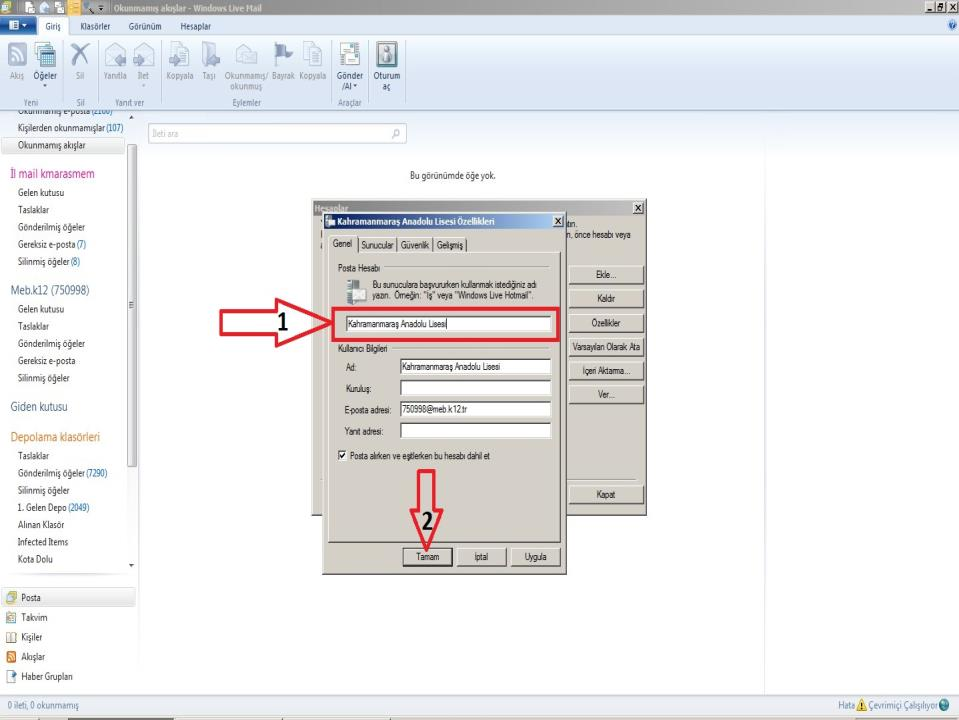 Okunmamış akışlar - Windows Live Mail
Giriş Klasörler Görünüm Hesaplar
Akış Öğeler Sil Yanıtla İlet Kopyala Taşı Okunmamış/ okunmuş Bayrak Kopyala Gönder /Al Oturum aç
Yeni Sil Yanıt ver Eylemler Araçlar
Okunmamış e-posta
Kişilerden okunmamışlar (107)
Okunmamış akışlar
İl mail kmarasmem
Gelen kutusu
Taslaklar
Gönderilmiş öğeler
Gereksiz e-posta (7)
Silinmiş öğeler (8)
Meb.k12 (750998)
Gelen kutusu
Taslaklar
Gönderilmiş öğeler
Gereksiz e-posta
Silinmiş öğeler
Giden kutusu
Depolama klasörleri
Taslaklar
Gönderilmiş öğeler (7290)
Silinmiş öğeler
1. Gelen Depo (2049)
Alınan Klasör
Infected Items
Kota Dolu
Posta
Takvim
Kişiler
Akışlar
Haber Grupları
İleti ara
Bu görünümde öğe yok.
Hesaplar
n, önce hesabı veya
Ekle...
Kaldır
Özellikler
Varsayılan Olarak Ata
İçeri Aktarma...
Ver...
Kapat
Kahramanmaraş Anadolu Lisesi Özellikleri
Genel Sunucular Güvenlik Gelişmiş
Posta Hesabı
Bu sunuculara başvururken kullanmak istediğiniz adı
yazın. Örneğin: "İş" veya "Windows Live Hotmail".
1
Kahramanmaraş Anadolu Lisesi
Kullanıcı Bilgileri
Ad: Kahramanmaraş Anadolu Lisesi
Kuruluş:
E-posta adresi: 750998@meb.k12.tr
Yanıt adresi:
Posta alırken ve eşitlerken bu hesabı dahil et
2
Tamam İptal Uygula
0 ileti, 0 okunmamış
Hata Çevrimiçi Çalışılıyor